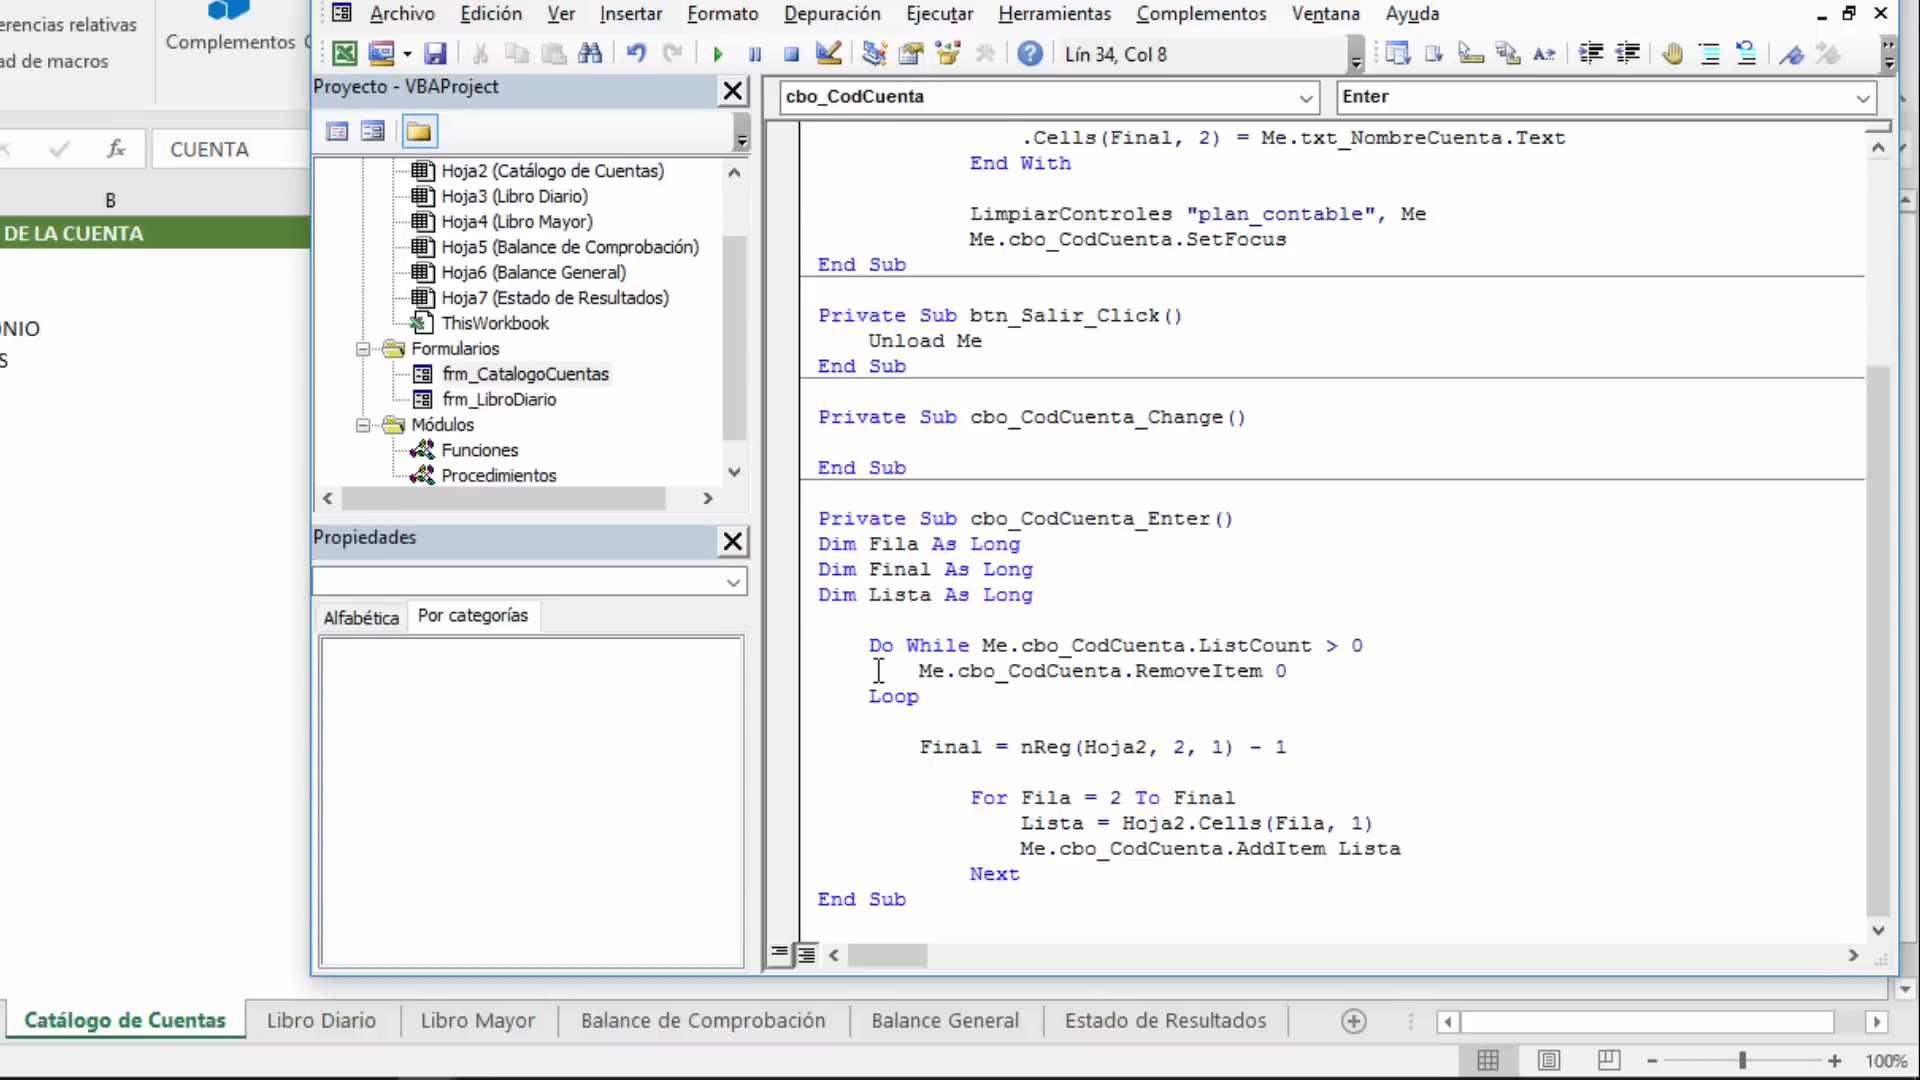 erencias relativas
ad de macros
Complementos
Archivo Edición Ver Insertar Formato Depuración Ejecutar Herramientas Complementos Ventana Ayuda
Lín 34, Col 8
fx CUENTA
B
DE LA CUENTA
ONIO
S
Proyecto - VBAProject
Hoja2 (Catálogo de Cuentas)
Hoja3 (Libro Diario)
Hoja4 (Libro Mayor)
Hoja5 (Balance de Comprobación)
Hoja6 (Balance General)
Hoja7 (Estado de Resultados)
ThisWorkbook
Formularios
frm_CatalogoCuentas
frm_LibroDiario
Módulos
Funciones
Procedimientos
Propiedades
Alfabética Por categorías
cbo_CodCuenta Enter
.Cells(Final, 2) = Me.txt_NombreCuenta.Text
End With
LimpiarControles "plan_contable", Me
Me.cbo_CodCuenta.SetFocus
End Sub
Private Sub btn_Salir_Click()
Unload Me
End Sub
Private Sub cbo_CodCuenta_Change()
End Sub
Private Sub cbo_CodCuenta_Enter()
Dim Fila As Long
Dim Final As Long
Dim Lista As Long
Do While Me.cbo_CodCuenta.ListCount > 0
Me.cbo_CodCuenta.RemoveItem 0
Loop
Final = nReg(Hoja2, 2, 1) - 1
For Fila = 2 To Final
Lista = Hoja2.Cells(Fila, 1)
Me.cbo_CodCuenta.AddItem Lista
Next
End Sub
Catálogo de Cuentas Libro Diario Libro Mayor Balance de Comprobación Balance General Estado de Resultados
100%